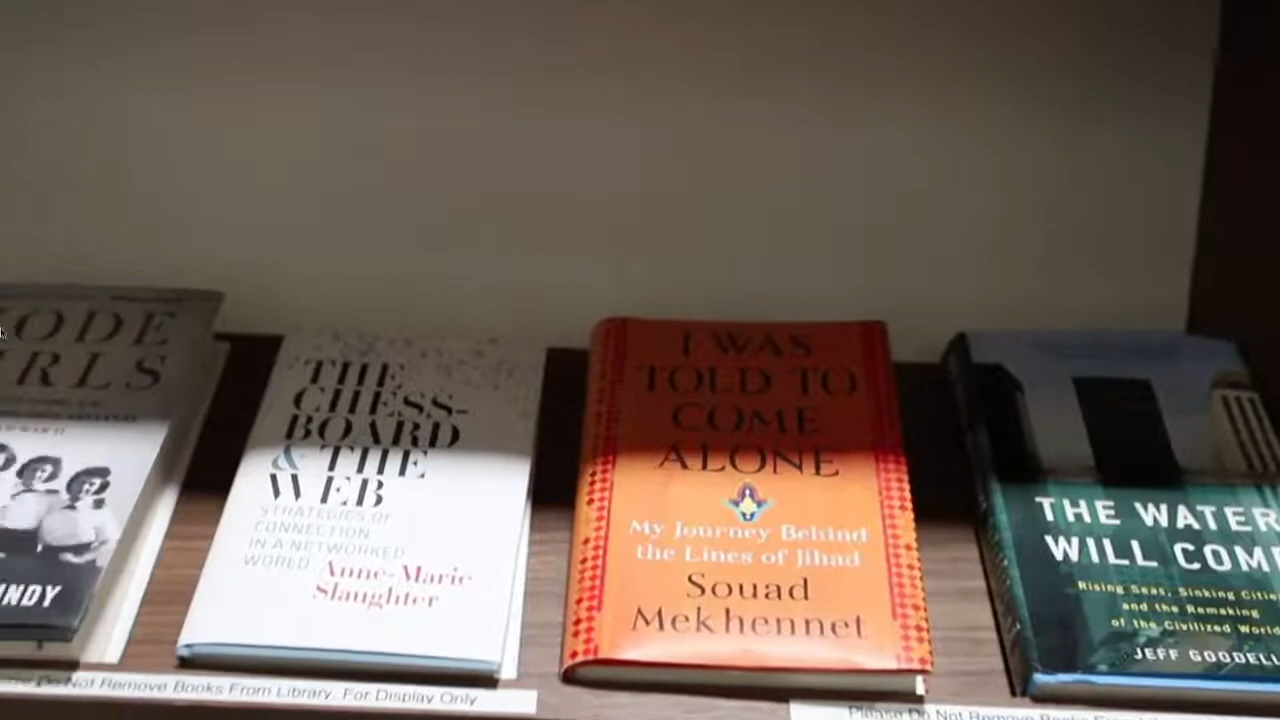 ODE
RLS
NDY
THE
CHESS-
BOARD
& THE
WEB
STRATEGIES OF
CONNECTION
IN A NETWORKED
WORLD
Anne-Marie
Slaughter
I WAS
TOLD TO
COME
ALONE
My Journey Behind
the Lines of Jihad
Souad
Mekhennet
THE WATER
WILL COM
Rising Seas, Sinking Citie
and the Remaking
of the Civilized World
JEFF GOODELL
Do Not Remove Books From Library. For Display Only
Please Do Not Remove Books From